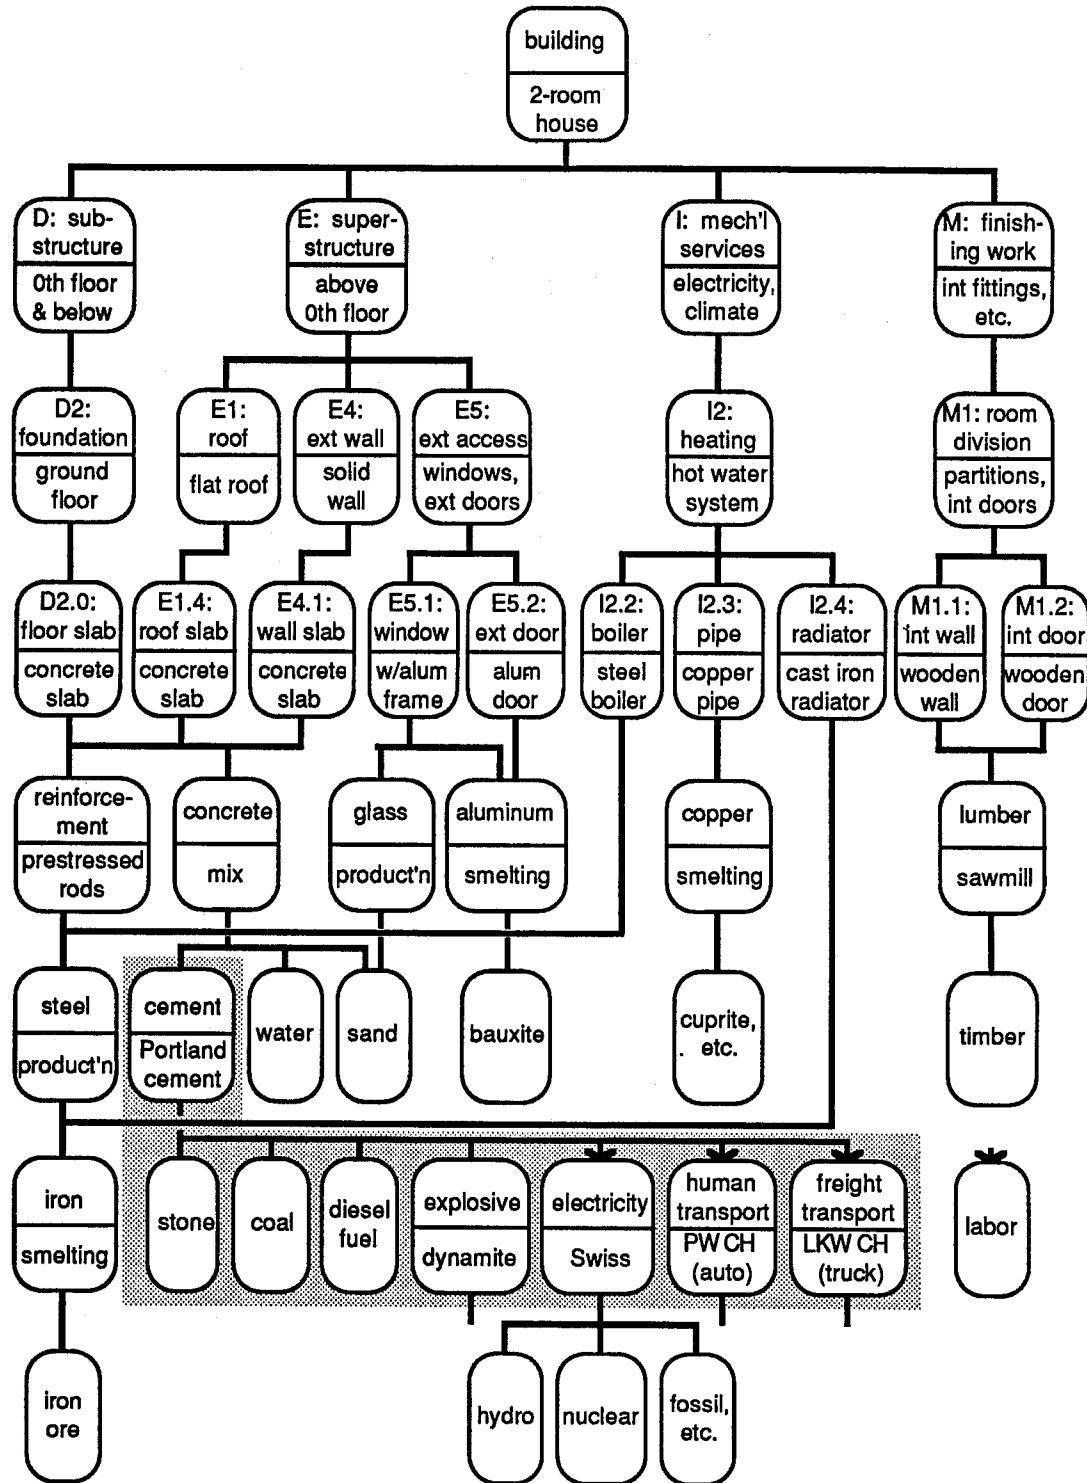 building
2-room
house
D: sub-
structure
0th floor
& below
E: super-
structure
above
0th floor
I: mech'l
services
electricity,
climate
M: finish-
ing work
int fittings,
etc.
D2:
foundation
ground
floor
E1:
roof
flat roof
E4:
ext wall
solid
wall
E5:
ext access
windows,
ext doors
I2:
heating
hot water
system
M1: room
division
partitions,
int doors
D2.0:
floor slab
concrete
slab
E1.4:
roof slab
concrete
slab
E4.1:
wall slab
concrete
slab
E5.1:
window
w/alum
frame
E5.2:
ext door
alum
door
I2.2:
boiler
steel
boiler
I2.3:
pipe
copper
pipe
I2.4:
radiator
cast iron
radiator
M1.1:
int wall
wooden
wall
M1.2:
int door
wooden
door
reinforce-
ment
prestressed
rods
concrete
mix
glass
product'n
aluminum
smelting
copper
smelting
lumber
sawmill
steel
product'n
cement
Portland
cement
water
sand
bauxite
cuprite,
etc.
timber
iron
smelting
stone
coal
diesel
fuel
explosive
dynamite
electricity
Swiss
human
transport
PW CH
(auto)
freight
transport
LKW CH
(truck)
labor
iron
ore
hydro
nuclear
fossil,
etc.